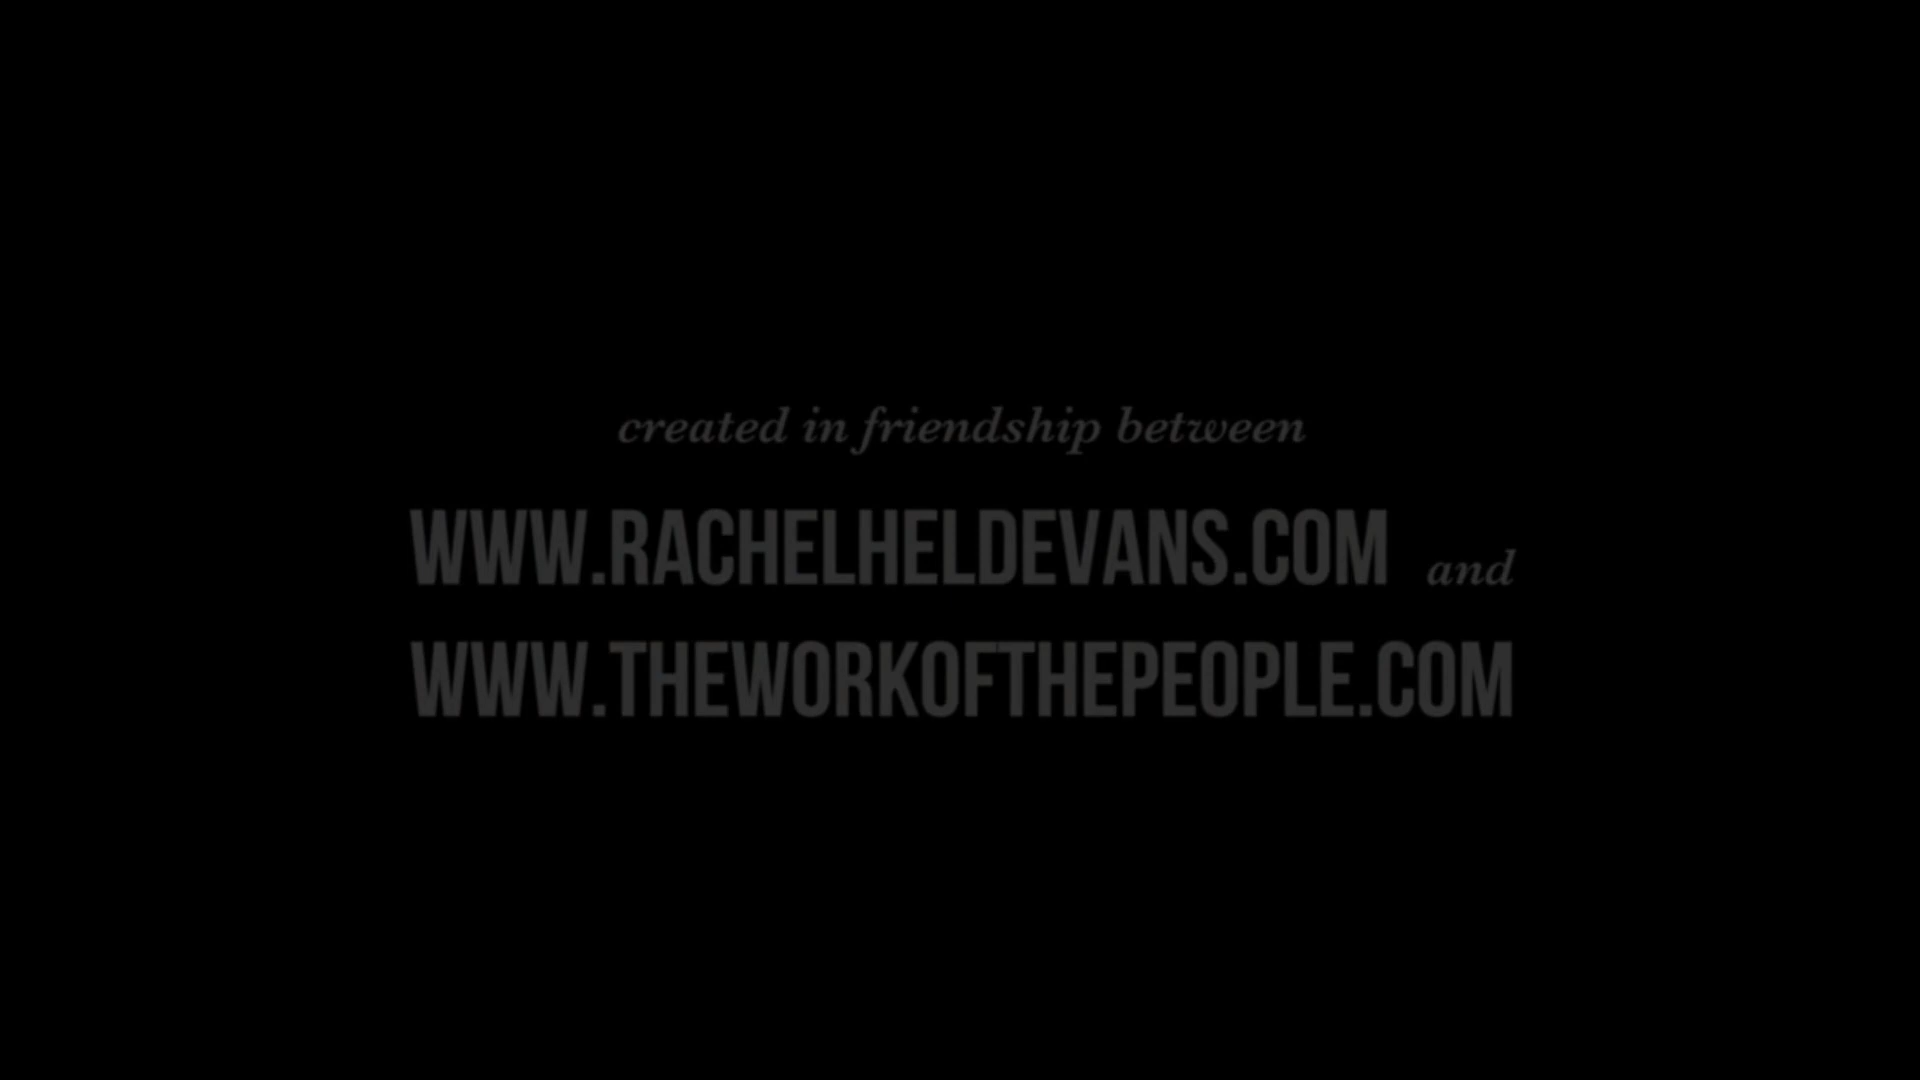 created in friendship between
WWW.RACHELHELDEVANS.COM and
WWW.THEWORKOFTHEPEOPLE.COM